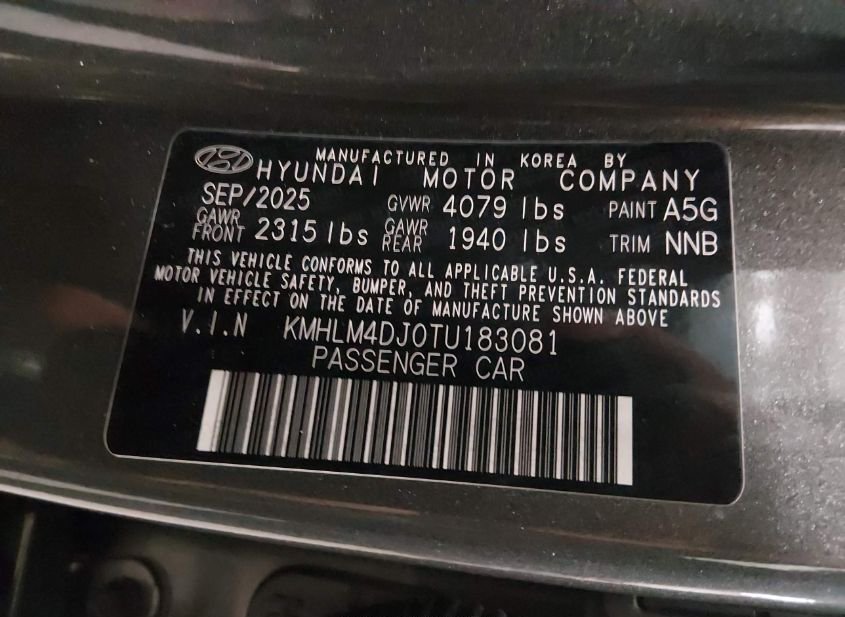 MANUFACTURED IN KOREA BY
HYUNDAI MOTOR COMPANY
SEP/2025 GVWR 4079 lbs PAINT A5G
GAWR FRONT 2315 lbs GAWR REAR 1940 lbs TRIM NNB
THIS VEHICLE CONFORMS TO ALL APPLICABLE U.S.A. FEDERAL
MOTOR VEHICLE SAFETY, BUMPER, AND THEFT PREVENTION STANDARDS
IN EFFECT ON THE DATE OF MANUFACTURE SHOWN ABOVE
V.I.N KMHLM4DJ0TU183081
PASSENGER CAR